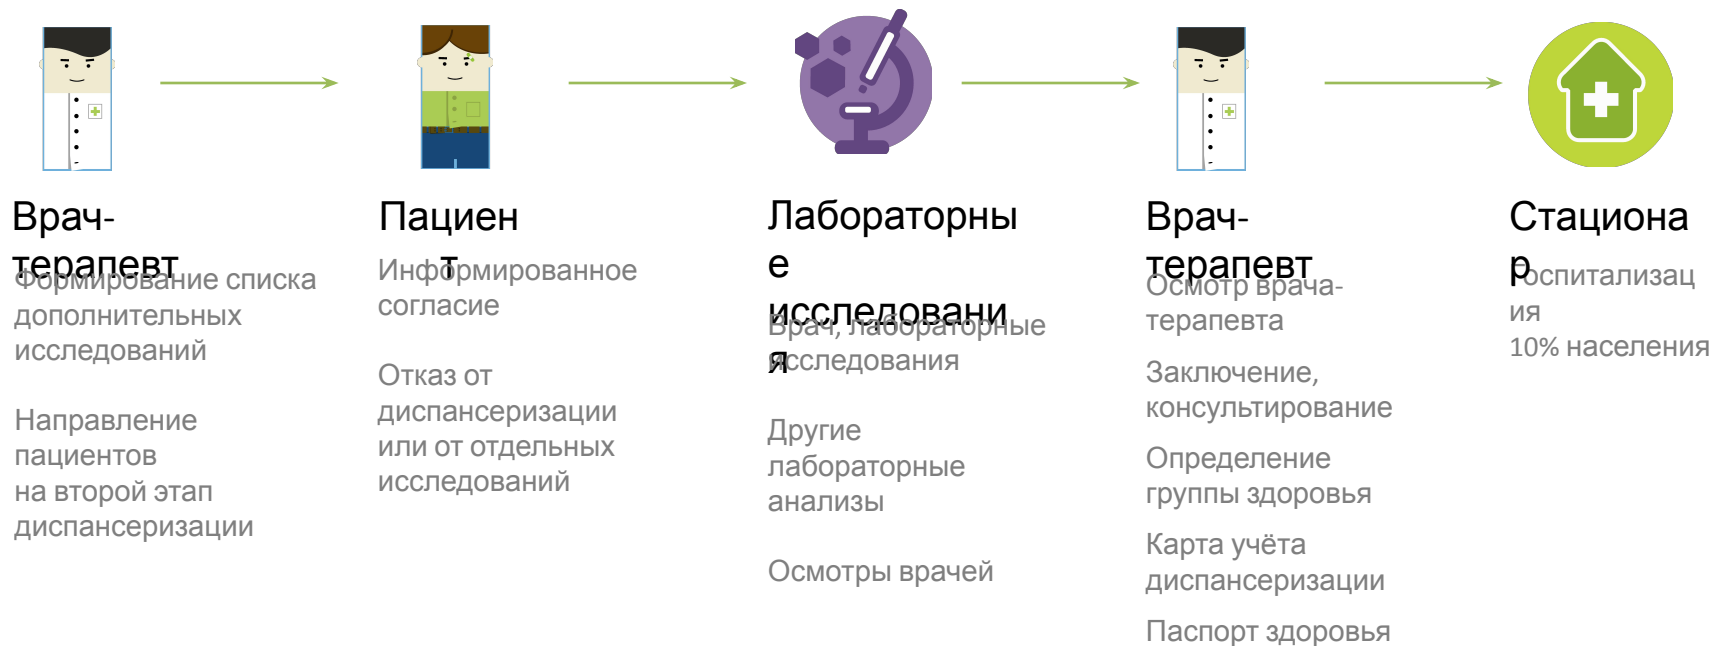 Врач-
терапевт
Формирование списка
дополнительных
исследований
Направление
пациентов
на второй этап
диспансеризации
Пациен
т
Информированное
согласие
Отказ от
диспансеризации
или от отдельных
исследований
Лабораторны
е
исследовани
я
Врач, лабораторные
исследования
Другие
лабораторные
анализы
Осмотры врачей
Врач-
терапевт
Осмотр врача-
терапевта
Заключение,
консультирование
Определение
группы здоровья
Карта учёта
диспансеризации
Паспорт здоровья
Стациона
р
Госпитализац
ия
10% населения